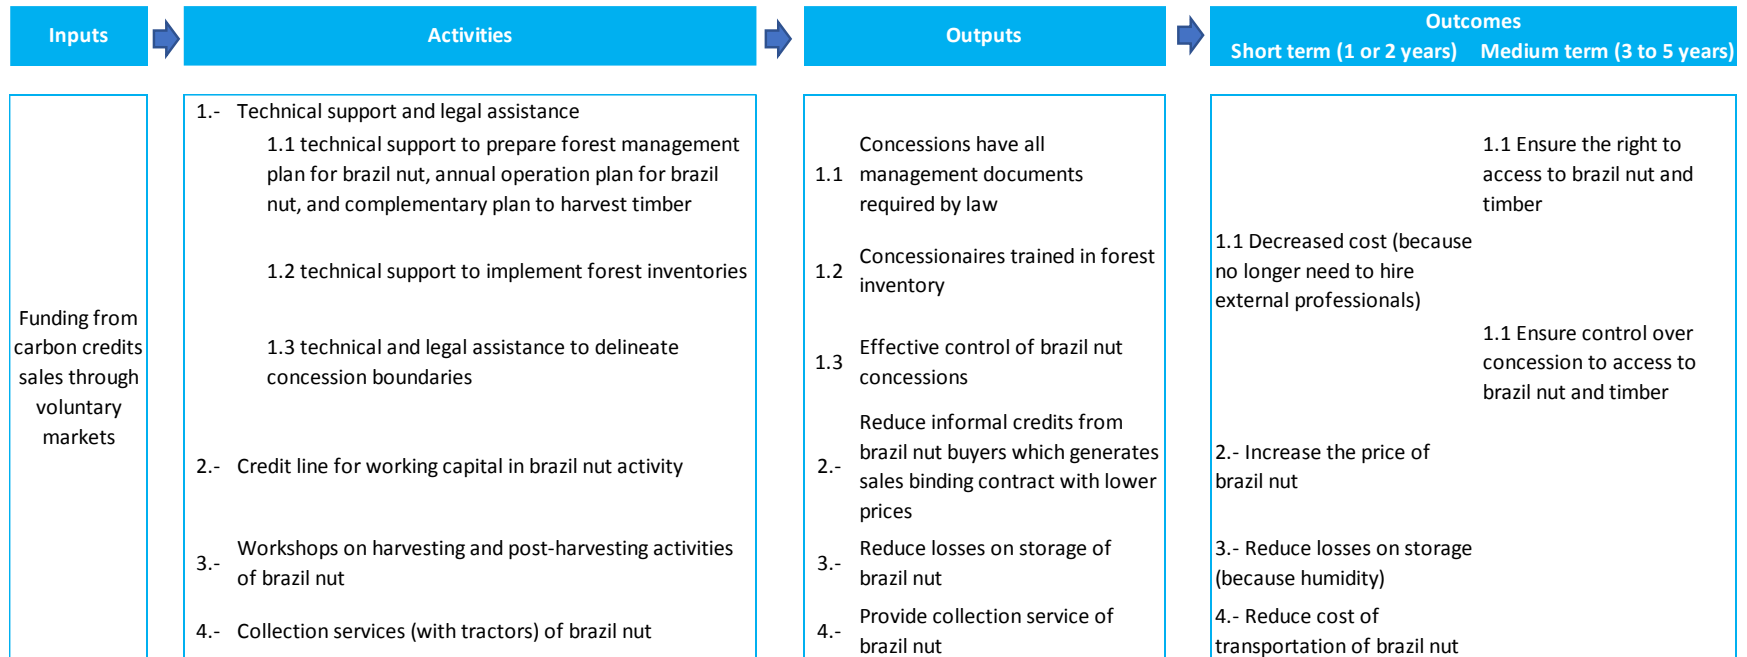 Inputs
Activities
Outputs
Outcomes
Short term (1 or 2 years) Medium term (3 to 5 years)
Funding from
carbon credits
sales through
voluntary
markets
1.- Technical support and legal assistance
1.1 technical support to prepare forest management
plan for brazil nut, annual operation plan for brazil
nut, and complementary plan to harvest timber
1.2 technical support to implement forest inventories
1.3 technical and legal assistance to delineate
concession boundaries
2.- Credit line for working capital in brazil nut activity
3.- Workshops on harvesting and post-harvesting activities
of brazil nut
4.- Collection services (with tractors) of brazil nut
1.1 Concessions have all
management documents
required by law
1.2 Concessionaires trained in forest
inventory
1.3 Effective control of brazil nut
concessions
2.- Reduce informal credits from
brazil nut buyers which generates
sales binding contract with lower
prices
3.- Reduce losses on storage of
brazil nut
4.- Provide collection service of
brazil nut
1.1 Decreased cost (because
no longer need to hire
external professionals)
2.- Increase the price of
brazil nut
3.- Reduce losses on storage
(because humidity)
4.- Reduce cost of
transportation of brazil nut
1.1 Ensure the right to
access to brazil nut and
timber
1.1 Ensure control over
concession to access to
brazil nut and timber